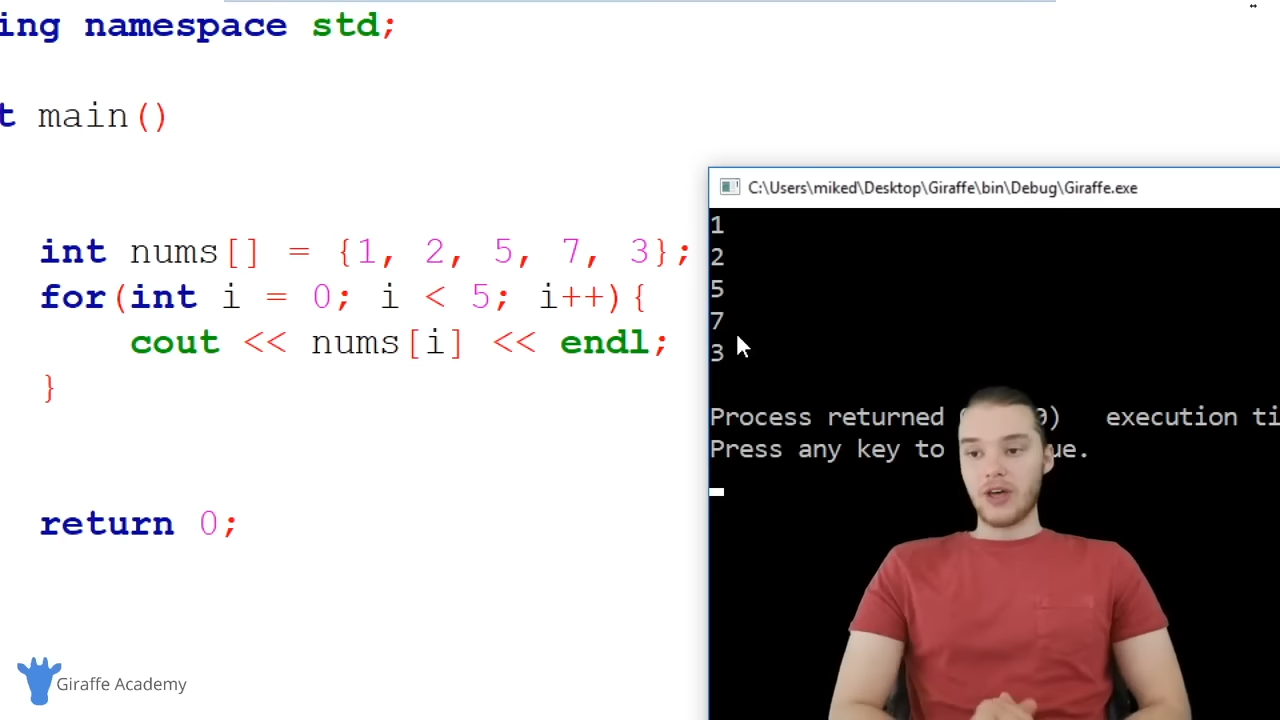 ing namespace std;
t main()
int nums[] = {1, 2, 5, 7, 3};
for(int i = 0; i < 5; i++){
cout << nums[i] << endl;
}
return 0;
C:\Users\miked\Desktop\Giraffe\bin\Debug\Giraffe.exe
1
2
5
7
3
Process returned 0) execution ti
Press any key to ue.
Giraffe Academy